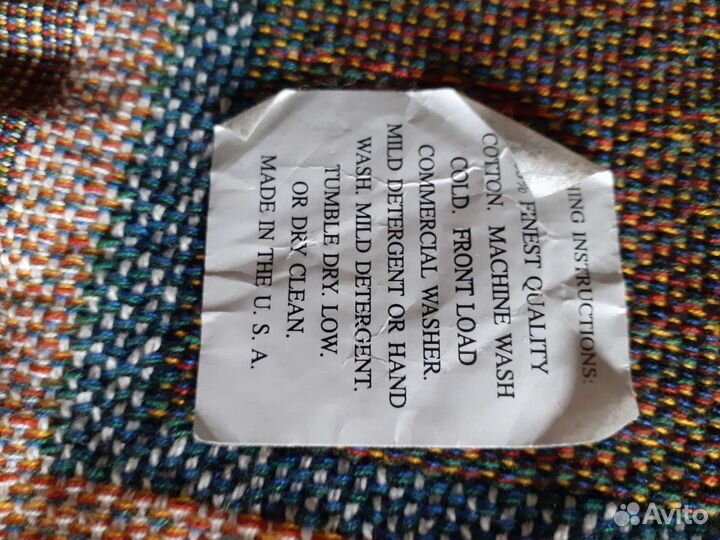 INSTRUCTIONS:
FINEST QUALITY
COTTON. MACHINE WASH
COLD. FRONT LOAD
COMMERCIAL WASHER.
MILD DETERGENT OR HAND
WASH. MILD DETERGENT.
TUMBLE DRY. LOW.
OR DRY CLEAN.
MADE IN THE U. S. A.
Avito